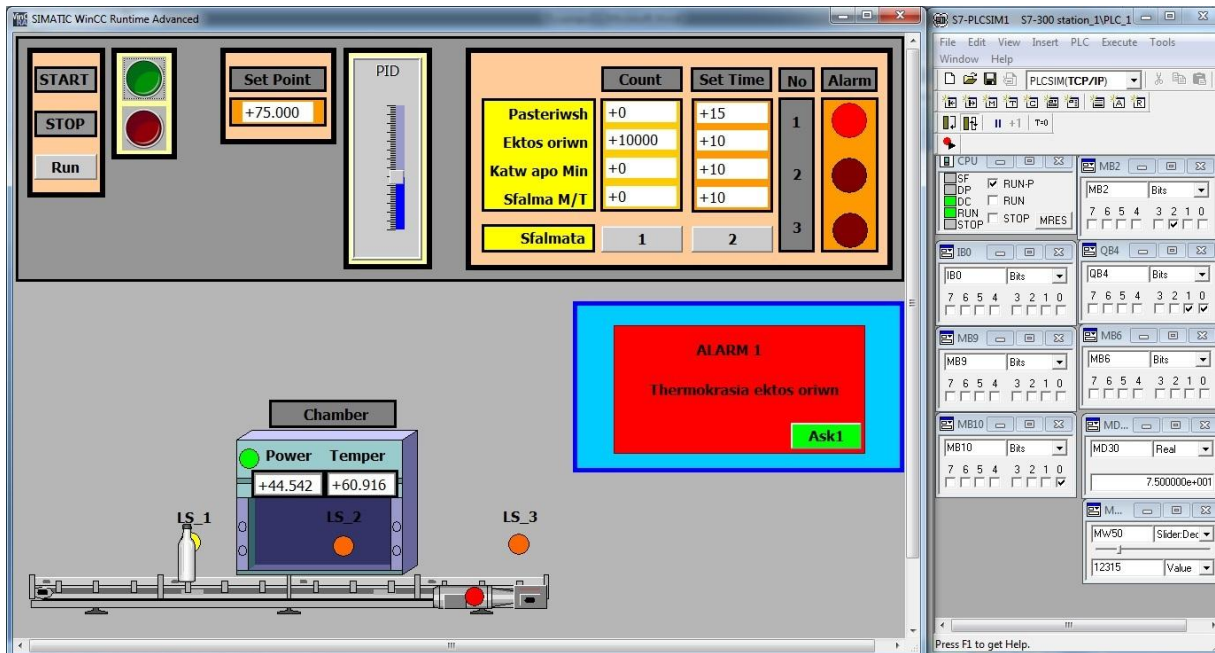 SIMATIC WinCC Runtime Advanced
START
STOP
Run
Set Point
+75.000
PID
Count Set Time No Alarm
Pasteriwsh +0 +15 1
Ektos oriwn +10000 +10
Katw apo Min +0 +10 2
Sfalma M/T +0 +10
Sfalmata 1 2 3
ALARM 1
Thermokrasia ektos oriwn
Ask1
Chamber
Power Temper
+44.542 +60.916
LS_1 LS_2 LS_3
S7-PLCSIM1 S7-300 station_1\PLC_1
File Edit View Insert PLC Execute Tools
Window Help
PLCSIM(TCP/IP)
+1 T=0
CPU
SF
DP
DC
RUN
STOP
RUN-P
RUN
STOP MRES
MB2
MB2 Bits
7 6 5 4 3 2 1 0
IB0
IB0 Bits
7 6 5 4 3 2 1 0
QB4
QB4 Bits
7 6 5 4 3 2 1 0
MB9
MB9 Bits
7 6 5 4 3 2 1 0
MB6
MB6 Bits
7 6 5 4 3 2 1 0
MB10
MB10 Bits
7 6 5 4 3 2 1 0
MD...
MD30 Real
7.500000e+001
M...
MW50 Slider:Dec
12315 Value
Press F1 to get Help.